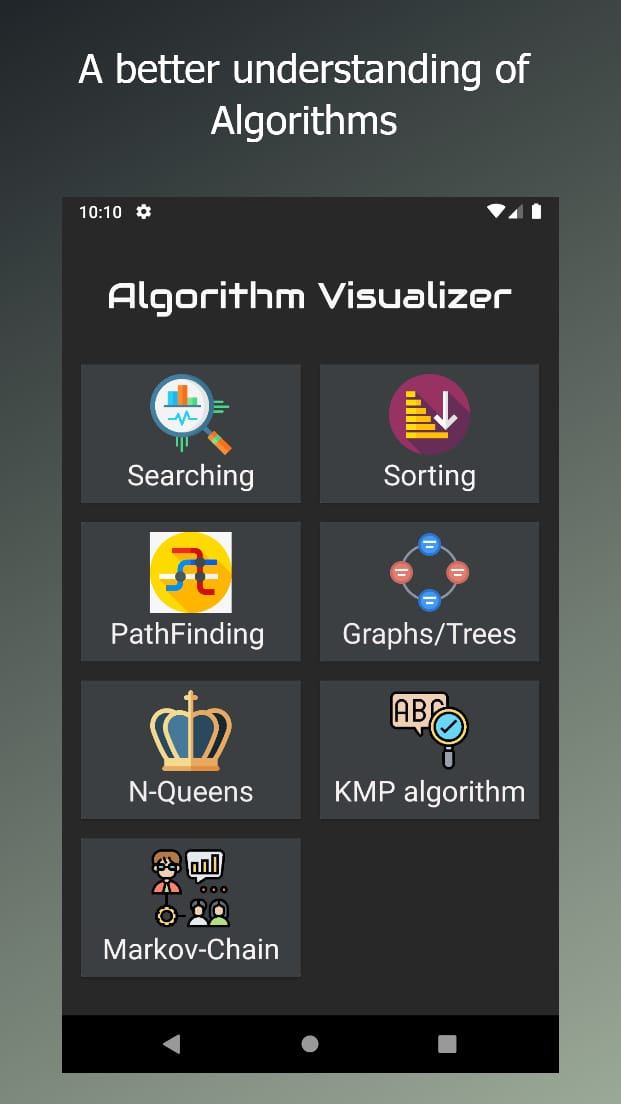 A better understanding of
Algorithms
10:10
Algorithm Visualizer
Searching
Sorting
PathFinding
Graphs/Trees
ABC
N-Queens
KMP algorithm
Markov-Chain